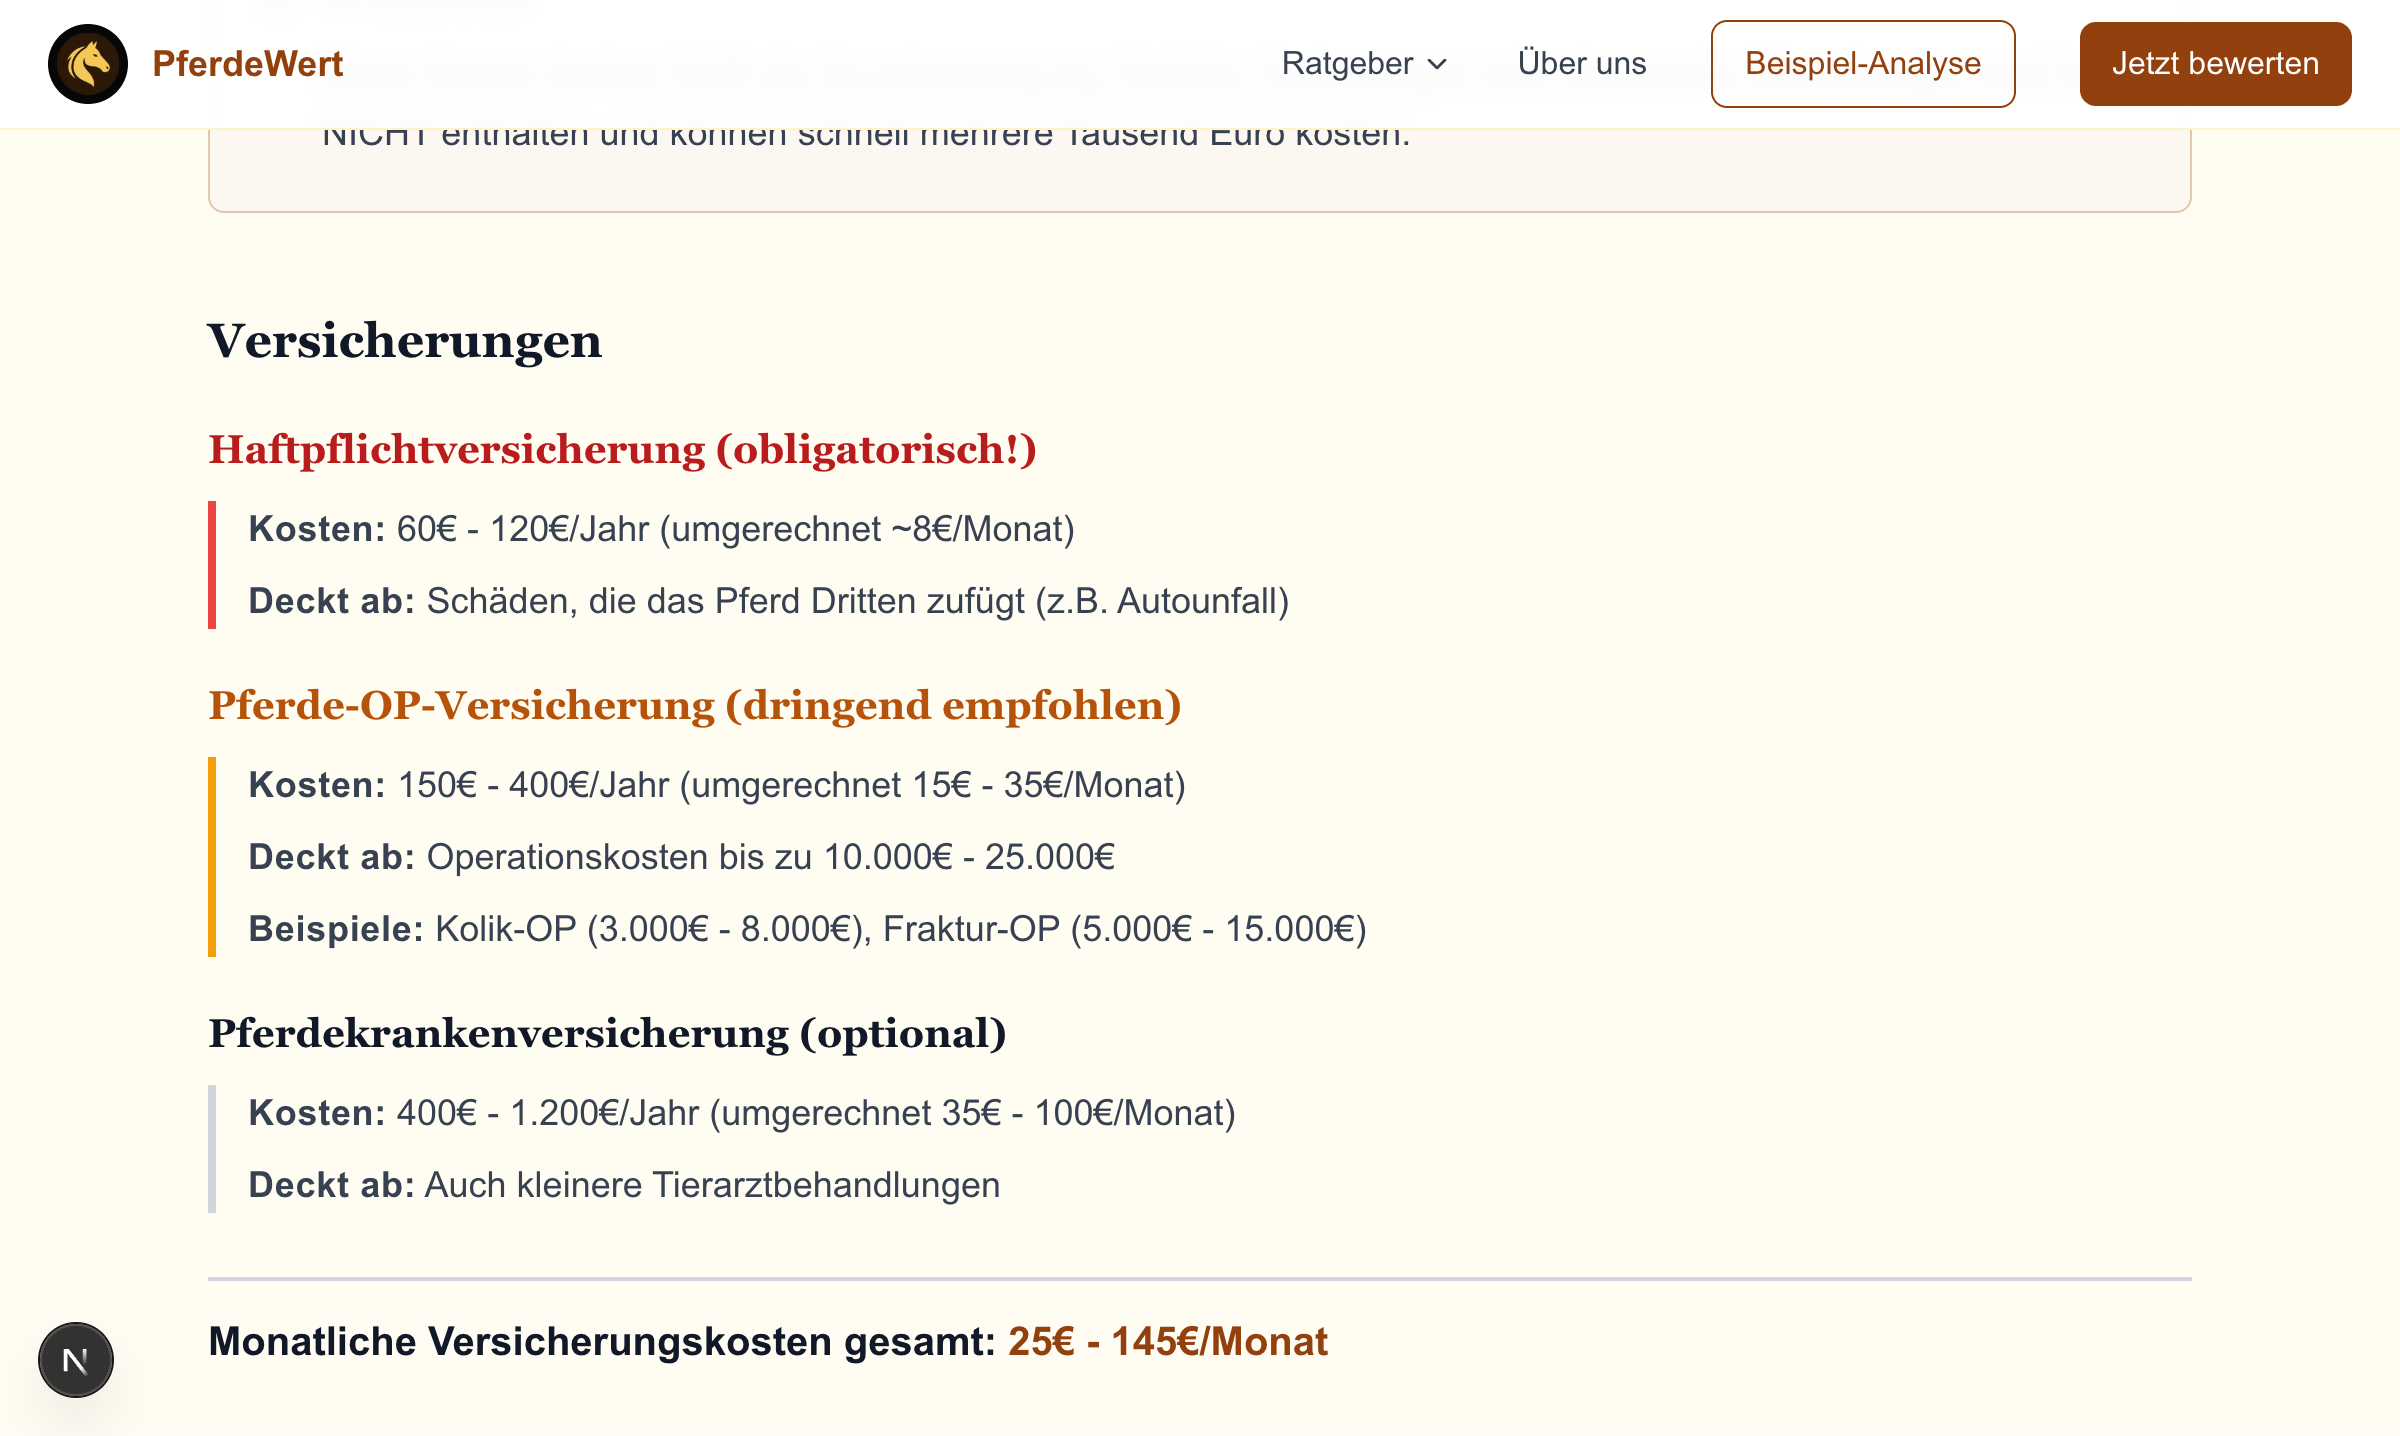 PferdeWert
Ratgeber
Über uns
Beispiel-Analyse
Jetzt bewerten
NICHT enthalten und können schnell mehrere Tausend Euro kosten.
Versicherungen
Haftpflichtversicherung (obligatorisch!)
Kosten: 60€ - 120€/Jahr (umgerechnet ~8€/Monat)
Deckt ab: Schäden, die das Pferd Dritten zufügt (z.B. Autounfall)
Pferde-OP-Versicherung (dringend empfohlen)
Kosten: 150€ - 400€/Jahr (umgerechnet 15€ - 35€/Monat)
Deckt ab: Operationskosten bis zu 10.000€ - 25.000€
Beispiele: Kolik-OP (3.000€ - 8.000€), Fraktur-OP (5.000€ - 15.000€)
Pferdekrankenversicherung (optional)
Kosten: 400€ - 1.200€/Jahr (umgerechnet 35€ - 100€/Monat)
Deckt ab: Auch kleinere Tierarztbehandlungen
Monatliche Versicherungskosten gesamt: 25€ - 145€/Monat
N